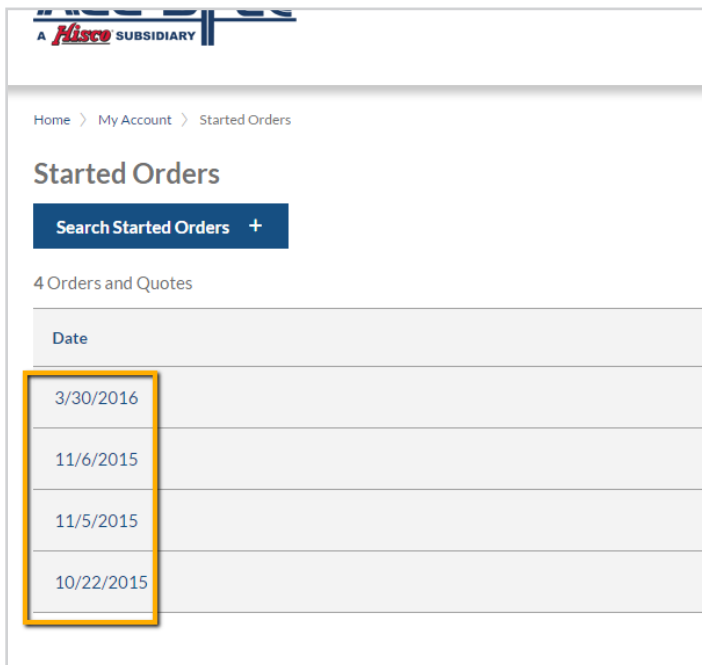 A Hisco SUBSIDIARY
Home > My Account > Started Orders
Started Orders
Search Started Orders +
4 Orders and Quotes
Date
3/30/2016
11/6/2015
11/5/2015
10/22/2015